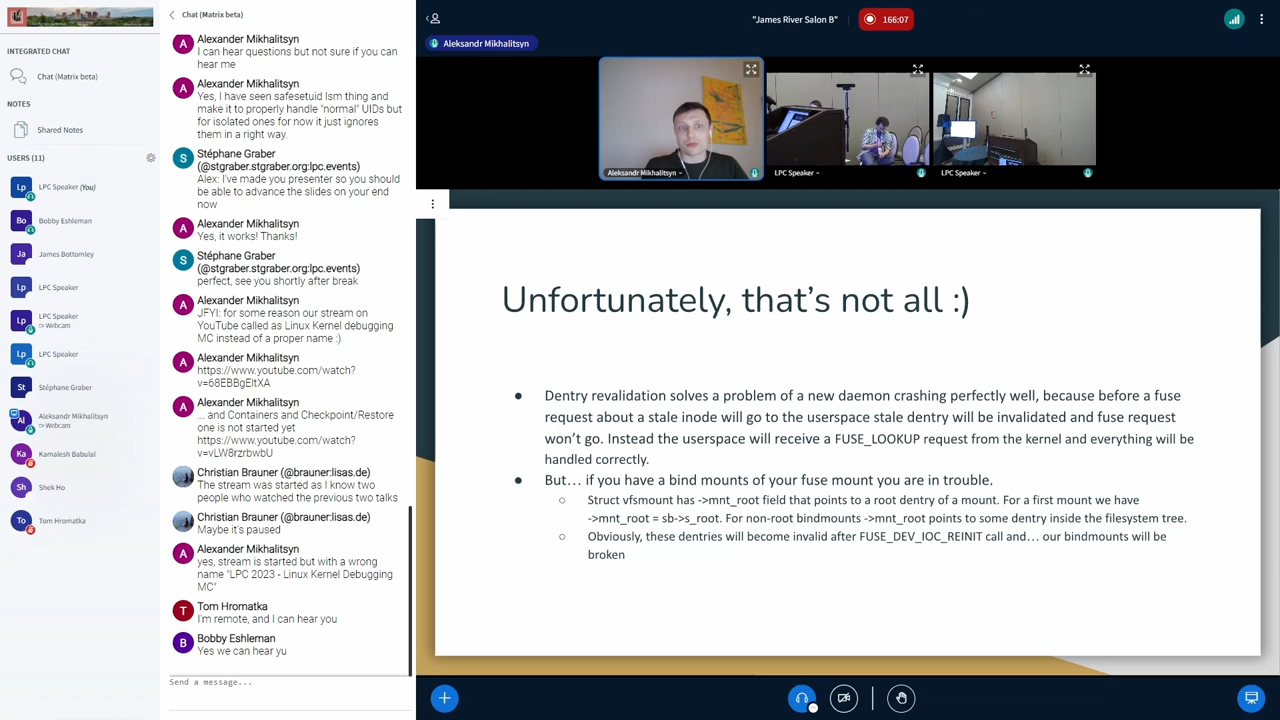 INTEGRATED CHAT
Chat (Matrix beta)
NOTES
Shared Notes
USERS (11)
Lp
LPC Speaker (You)
Bo
Bobby Eshleman
Ja
James Bottomley
Lp
LPC Speaker
Lp
LPC Speaker
Webcam
Lp
LPC Speaker
St
Stéphane Graber
Al
Aleksandr Mikhalitsyn
Webcam
Ka
Kamalesh Babulal
Sh
Shek Ho
To
Tom Hromatka
Chat (Matrix beta)
A
Alexander Mikhalitsyn
I can hear questions but not sure if you can
hear me
A
Alexander Mikhalitsyn
Yes, I have seen safesetuid lsm thing and
make it to properly handle "normal" UIDs but
for isolated ones for now it just ignores
them in a right way.
S
Stéphane Graber
(@stgraber.stgraber.org:lpc.events)
Alex: I've made you presenter so you should
be able to advance the slides on your end
now
A
Alexander Mikhalitsyn
Yes, it works! Thanks!
S
Stéphane Graber
(@stgraber.stgraber.org:lpc.events)
perfect, see you shortly after break
A
Alexander Mikhalitsyn
JFYI: for some reason our stream on
YouTube called as Linux Kernel debugging
MC instead of a proper name :)
A
Alexander Mikhalitsyn
https://www.youtube.com/watch?
v=68EBBgEltXA
A
Alexander Mikhalitsyn
... and Containers and Checkpoint/Restore
one is not started yet
https://www.youtube.com/watch?
v=vLW8rzrbwbU
Christian Brauner (@brauner:lisas.de)
The stream was started as I know two
people who watched the previous two talks
Christian Brauner (@brauner:lisas.de)
Maybe it's paused
A
Alexander Mikhalitsyn
yes, stream is started but with a wrong
name "LPC 2023 - Linux Kernel Debugging
MC"
T
Tom Hromatka
I'm remote, and I can hear you
B
Bobby Eshleman
Yes we can hear yu
Send a message...
"James River Salon B"
166:07
Aleksandr Mikhalitsyn
Aleksandr Mikhalitsyn
LPC Speaker
LPC Speaker
Unfortunately, that's not all :)
● Dentry revalidation solves a problem of a new daemon crashing perfectly well, because before a fuse
request about a stale inode will go to the userspace stale dentry will be invalidated and fuse request
won't go. Instead the userspace will receive a FUSE_LOOKUP request from the kernel and everything will be
handled correctly.
● But… if you have a bind mounts of your fuse mount you are in trouble.
○ Struct vfsmount has ->mnt_root field that points to a root dentry of a mount. For a first mount we have
->mnt_root = sb->s_root. For non-root bindmounts ->mnt_root points to some dentry inside the filesystem tree.
○ Obviously, these dentries will become invalid after FUSE_DEV_IOC_REINIT call and… our bindmounts will be
broken